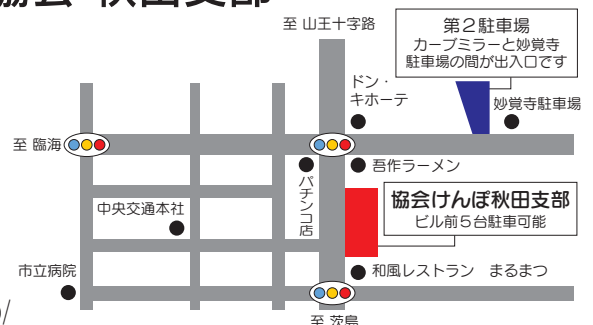 協会 秋田支部
至 山王十字路
第2駐車場
カーブミラーと妙覚寺
駐車場の間が出入口です
ドン・
キホーテ
妙覚寺駐車場
至 臨海
吾作ラーメン
パチンコ店
協会けんぽ秋田支部
ビル前5台駐車可能
中央交通本社
市立病院
和風レストラン まるまつ
至 茨島